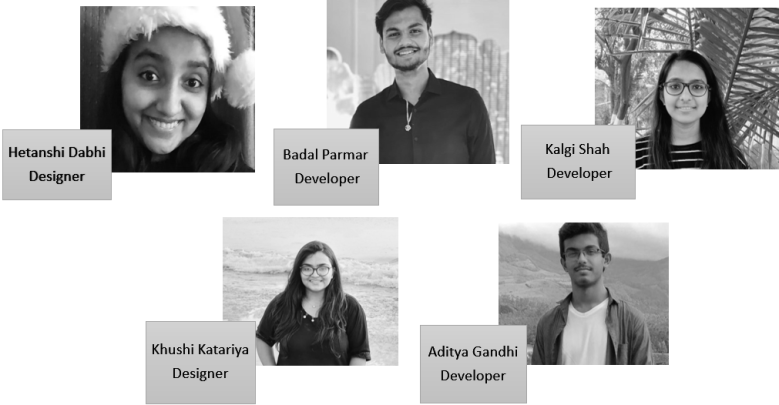 Hetanshi Dabhi
Designer
Badal Parmar
Developer
Kalgi Shah
Developer
Khushi Katariya
Designer
Aditya Gandhi
Developer